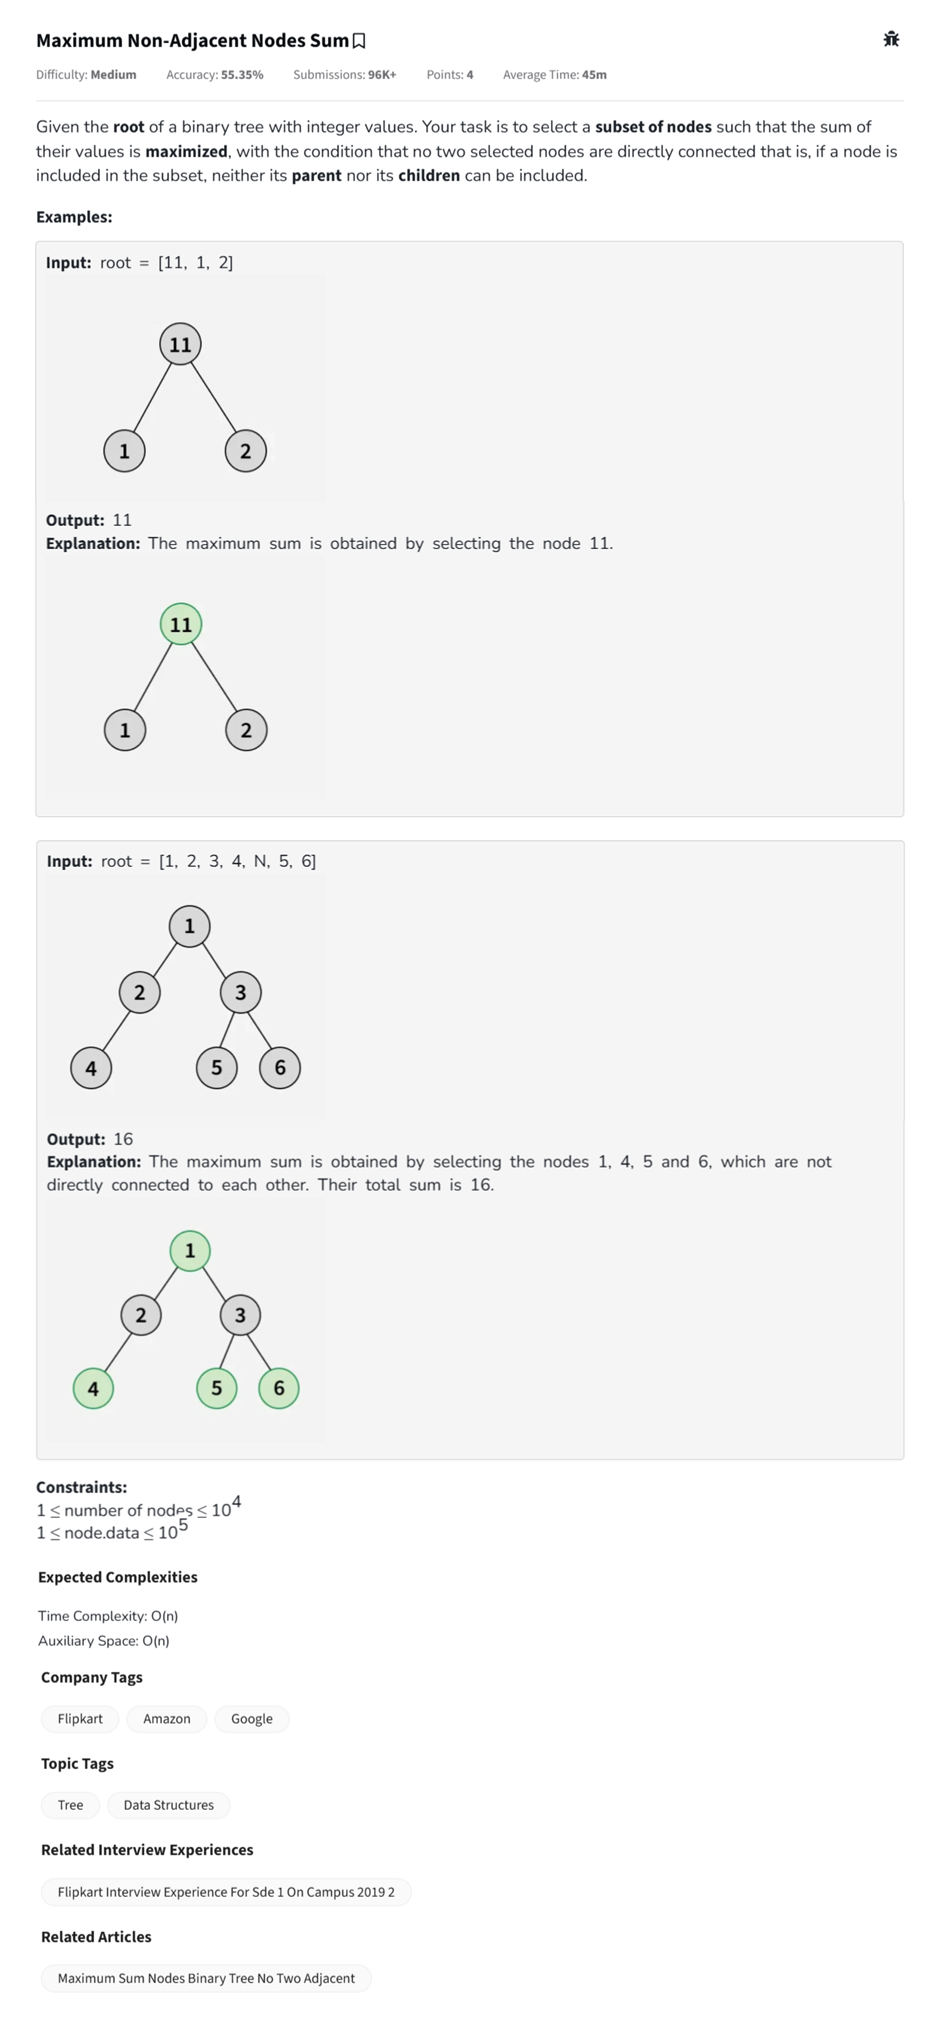 Maximum Non-Adjacent Nodes Sum
Difficulty: Medium Accuracy: 55.35% Submissions: 96K+ Points: 4 Average Time: 45m
Given the root of a binary tree with integer values. Your task is to select a subset of nodes such that the sum of
their values is maximized, with the condition that no two selected nodes are directly connected that is, if a node is
included in the subset, neither its parent nor its children can be included.
Examples:
Input: root = [11, 1, 2]
11
1 2
Output: 11
Explanation: The maximum sum is obtained by selecting the node 11.
11
1 2
Input: root = [1, 2, 3, 4, N, 5, 6]
1
2 3
4 5 6
Output: 16
Explanation: The maximum sum is obtained by selecting the nodes 1, 4, 5 and 6, which are not
directly connected to each other. Their total sum is 16.
1
2 3
4 5 6
Constraints:
1 ≤ number of nodes ≤ 10^4
1 ≤ node.data ≤ 10^5
Expected Complexities
Time Complexity: O(n)
Auxiliary Space: O(n)
Company Tags
Flipkart Amazon Google
Topic Tags
Tree Data Structures
Related Interview Experiences
Flipkart Interview Experience For Sde 1 On Campus 2019 2
Related Articles
Maximum Sum Nodes Binary Tree No Two Adjacent